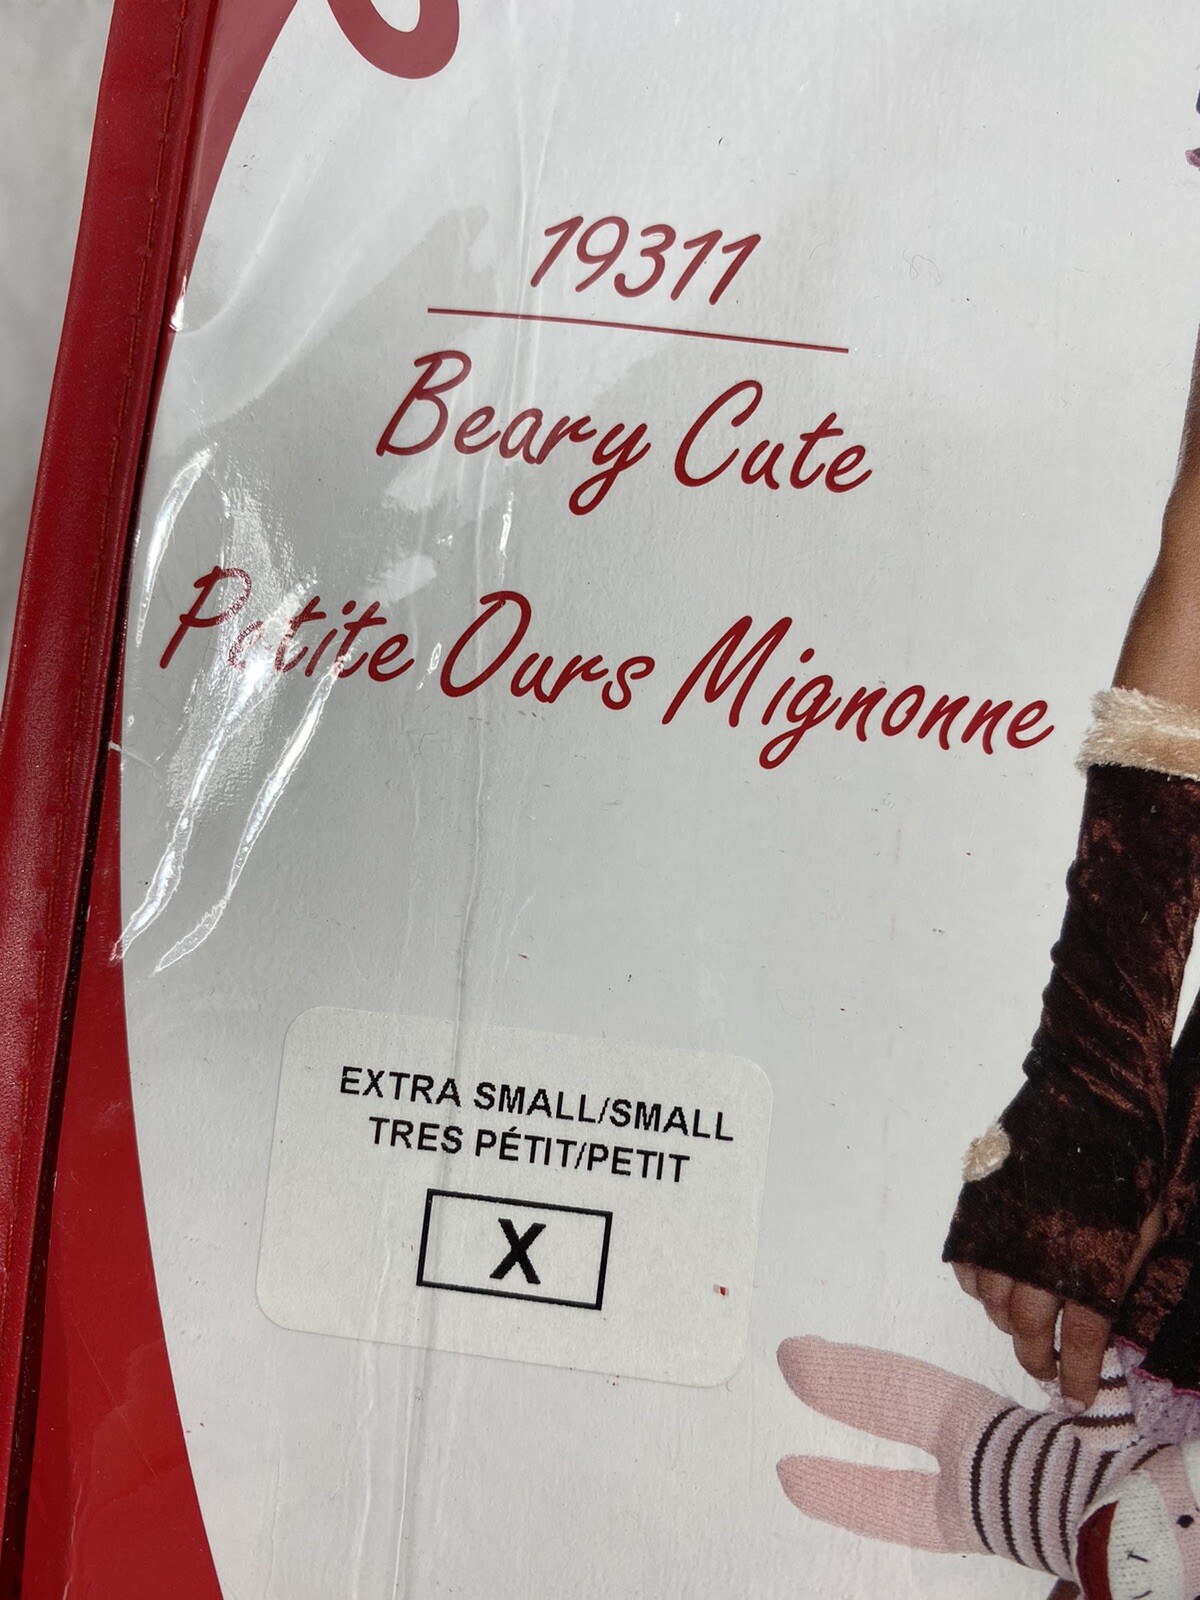 19311
Beary Cute
Petite Ours Mignonne
EXTRA SMALL/SMALL
TRES PÉTIT/PETIT
X